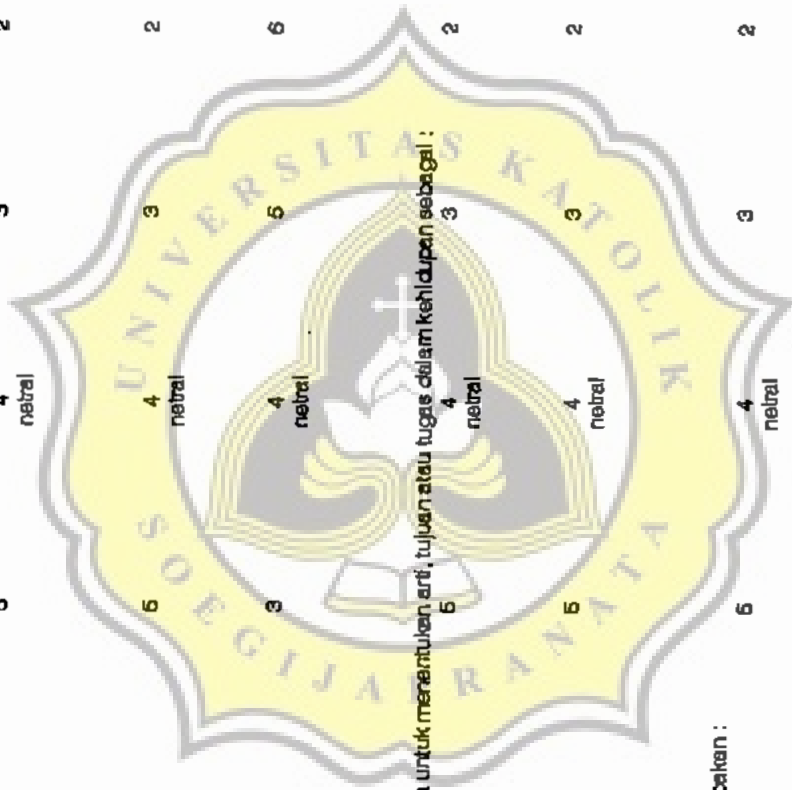 UNIVERSITAS KATOLIK
SOEGIJAPRANATA
5 4 3 2
netral
5 4 3 2
netral
3 4 5 6
netral
untuk menentukan arti, tujuan atau tugas dalam kehidupan sebagai :
5 4 3 2
netral
5 4 3 2
netral
5 4 3 2
netral